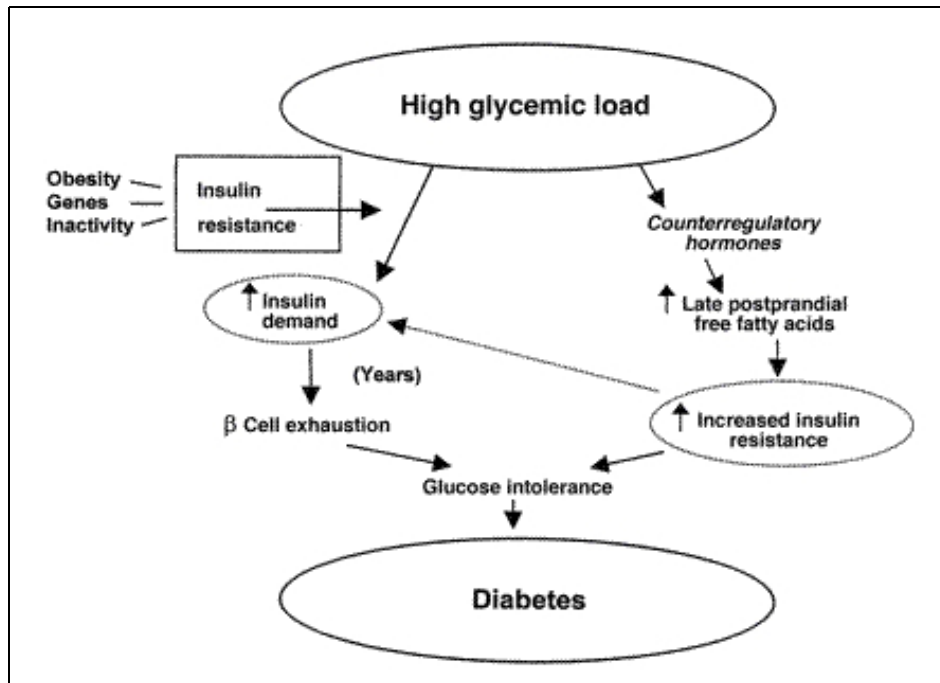 High glycemic load
Obesity
Genes
Inactivity
Insulin
resistance
Counterregulatory
hormones
↑ Insulin
demand
↑ Late postprandial
free fatty acids
(Years)
β Cell exhaustion
↑ Increased insulin
resistance
Glucose intolerance
Diabetes